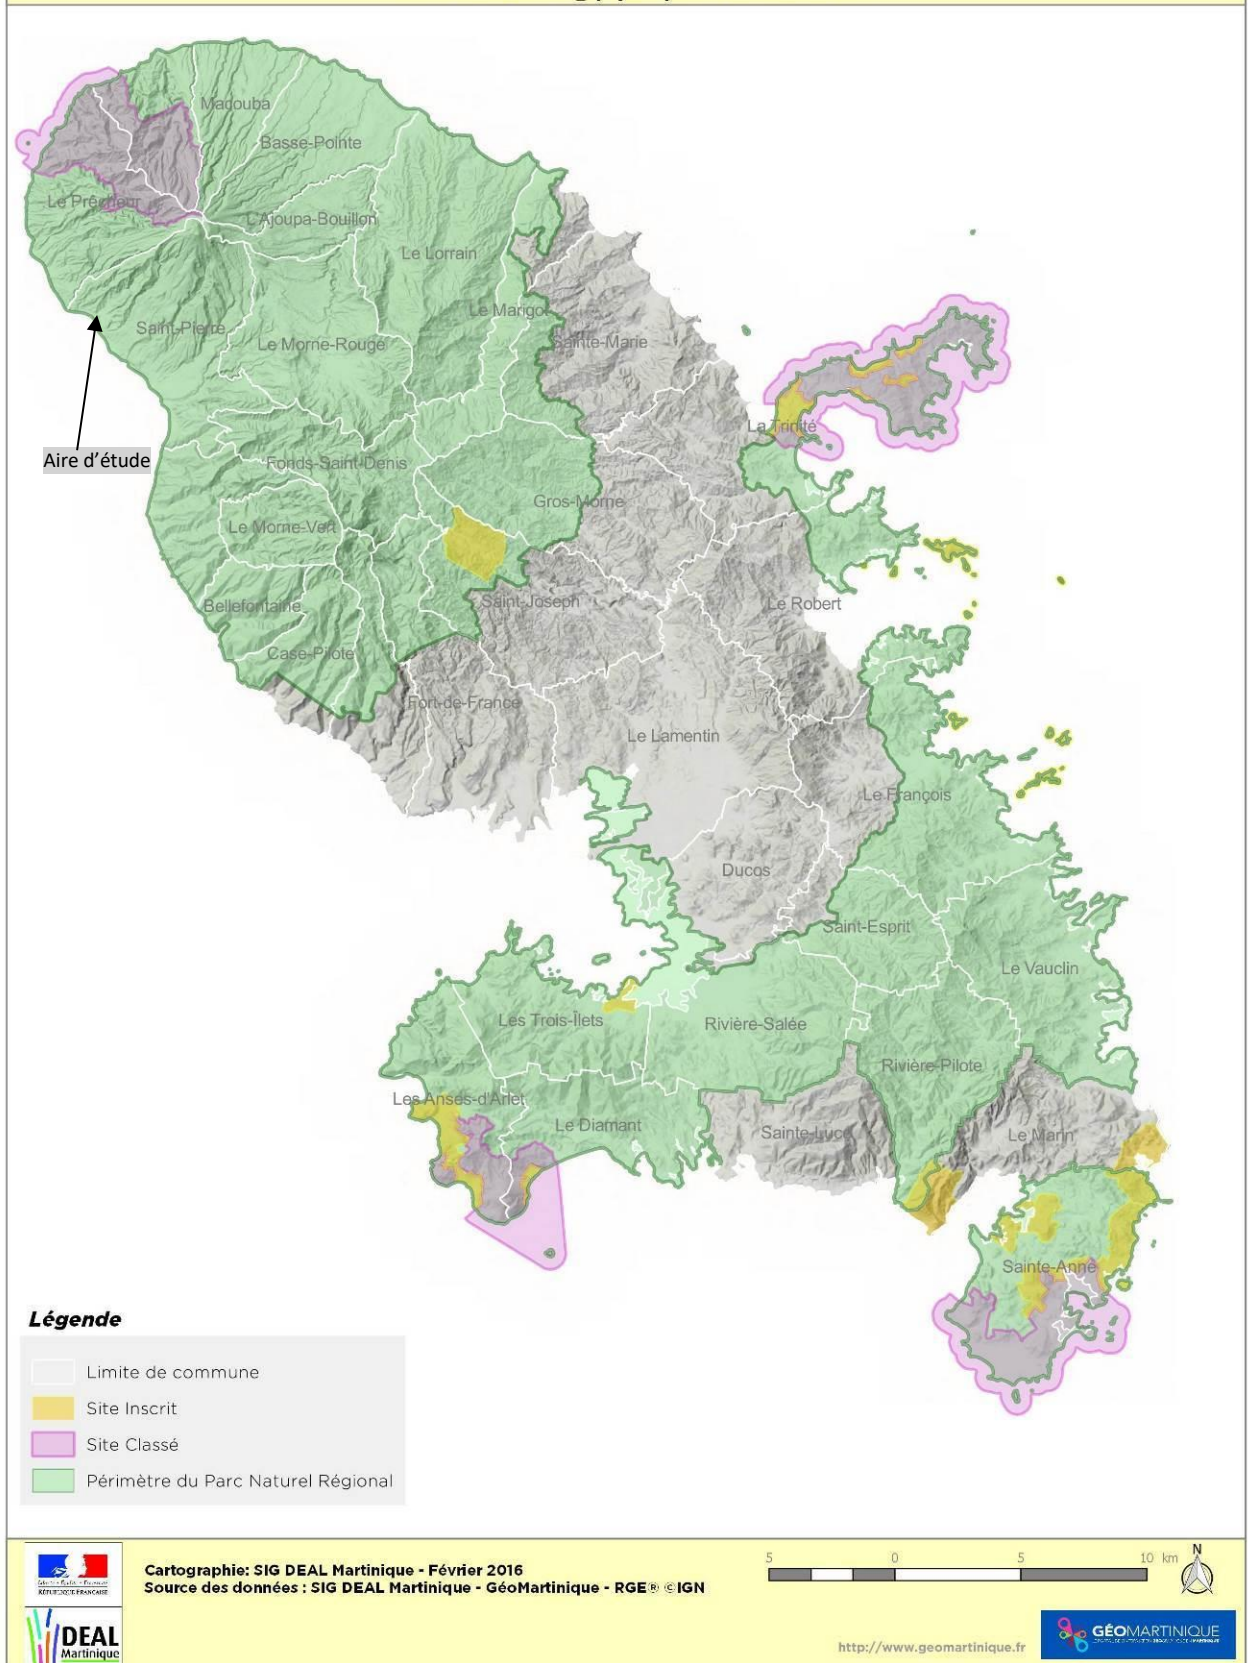 Macouba
Basse-Pointe
Le Prêcheur
L'Ajoupa-Bouillon
Le Lorrain
Le Marigot
Saint-Pierre
Le Morne-Rouge
Sainte-Marie
La Trinité
Aire d'étude
Fonds-Saint-Denis
Gros-Morne
Le Morne-Vert
Bellefontaine
Saint-Joseph
Le Robert
Case-Pilote
Fort-de-France
Le Lamentin
Le François
Ducos
Saint-Esprit
Le Vauclin
Les Trois-Îlets
Rivière-Salée
Rivière-Pilote
Les Anses-d'Arlet
Le Diamant
Sainte-Luce
Le Marin
Sainte-Anne
Légende
Limite de commune
Site Inscrit
Site Classé
Périmètre du Parc Naturel Régional
Cartographie: SIG DEAL Martinique - Février 2016
Source des données : SIG DEAL Martinique - GéoMartinique - RGE® ©IGN
5 0 5 10 km
N
RÉPUBLIQUE FRANÇAISE
DEAL
Martinique
http://www.geomartinique.fr
GÉOMARTINIQUE